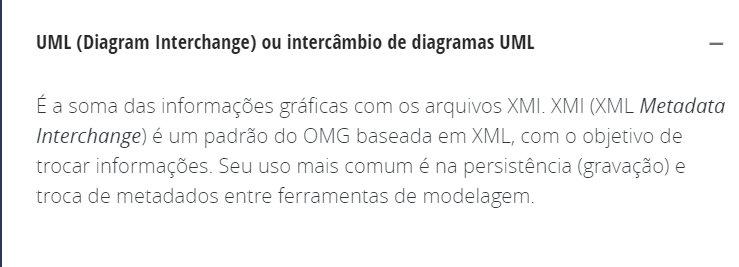 UML (Diagram Interchange) ou intercâmbio de diagramas UML
É a soma das informações gráficas com os arquivos XMI. XMI (XML Metadata
Interchange) é um padrão do OMG baseada em XML, com o objetivo de
trocar informações. Seu uso mais comum é na persistência (gravação) e
troca de metadados entre ferramentas de modelagem.